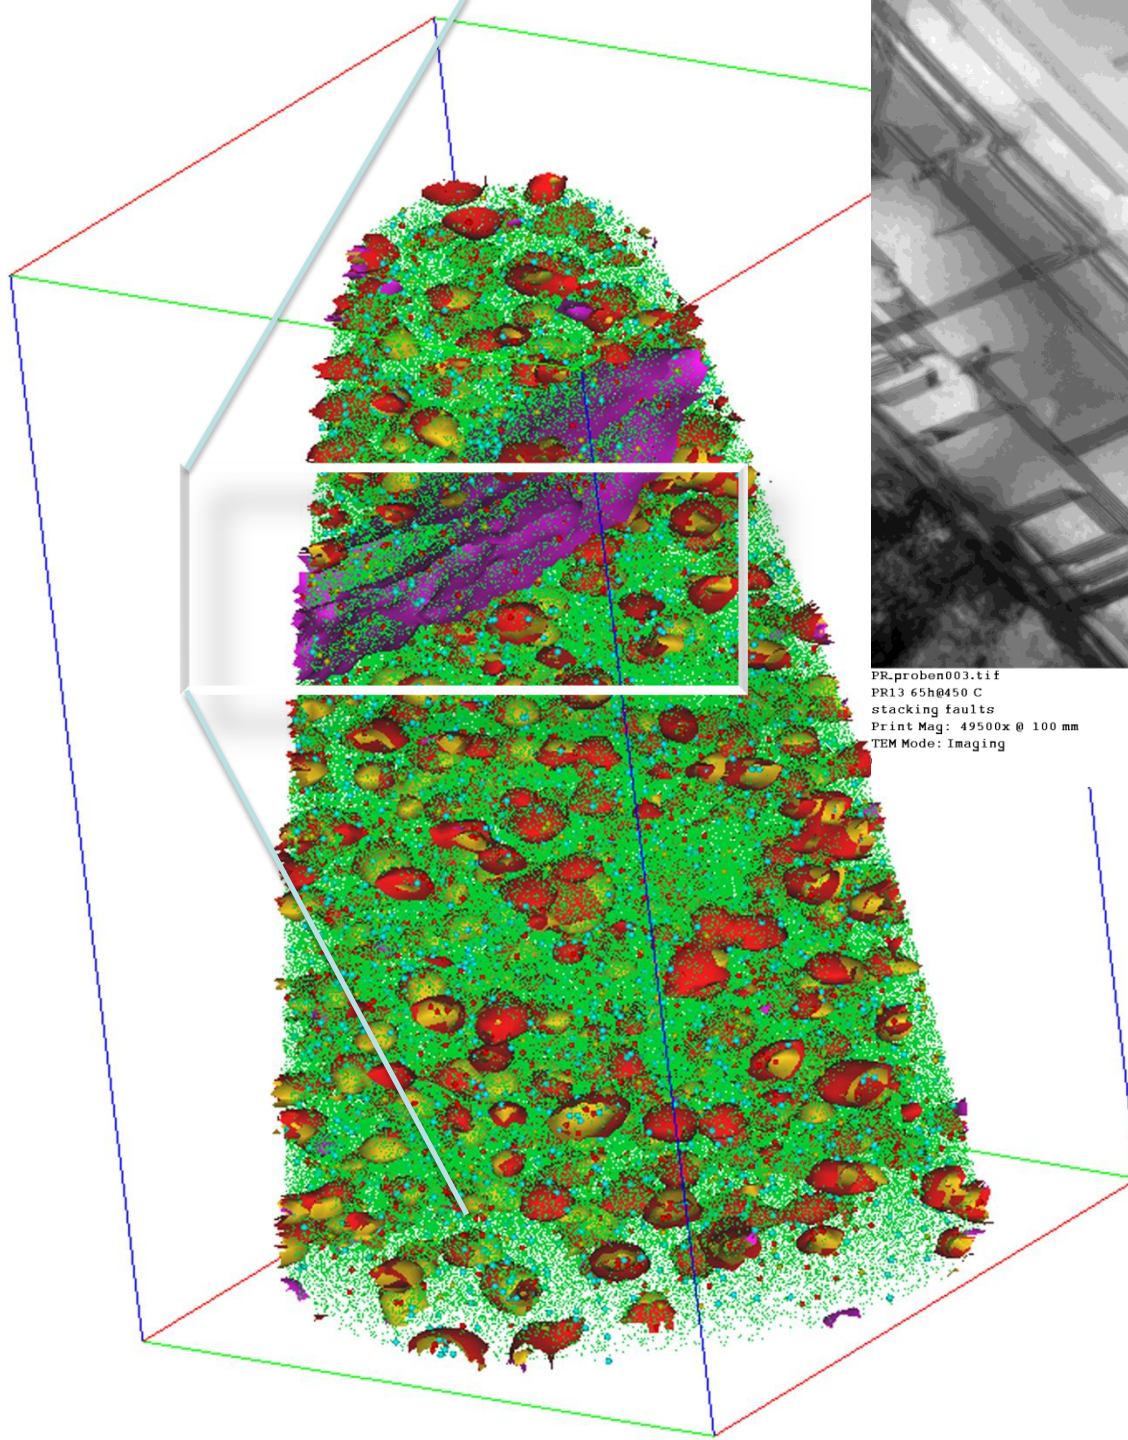 PR_proben003.tif
PR13 65h@450 C
stacking faults
Print Mag: 49500x @ 100 mm
TEM Mode: Imaging